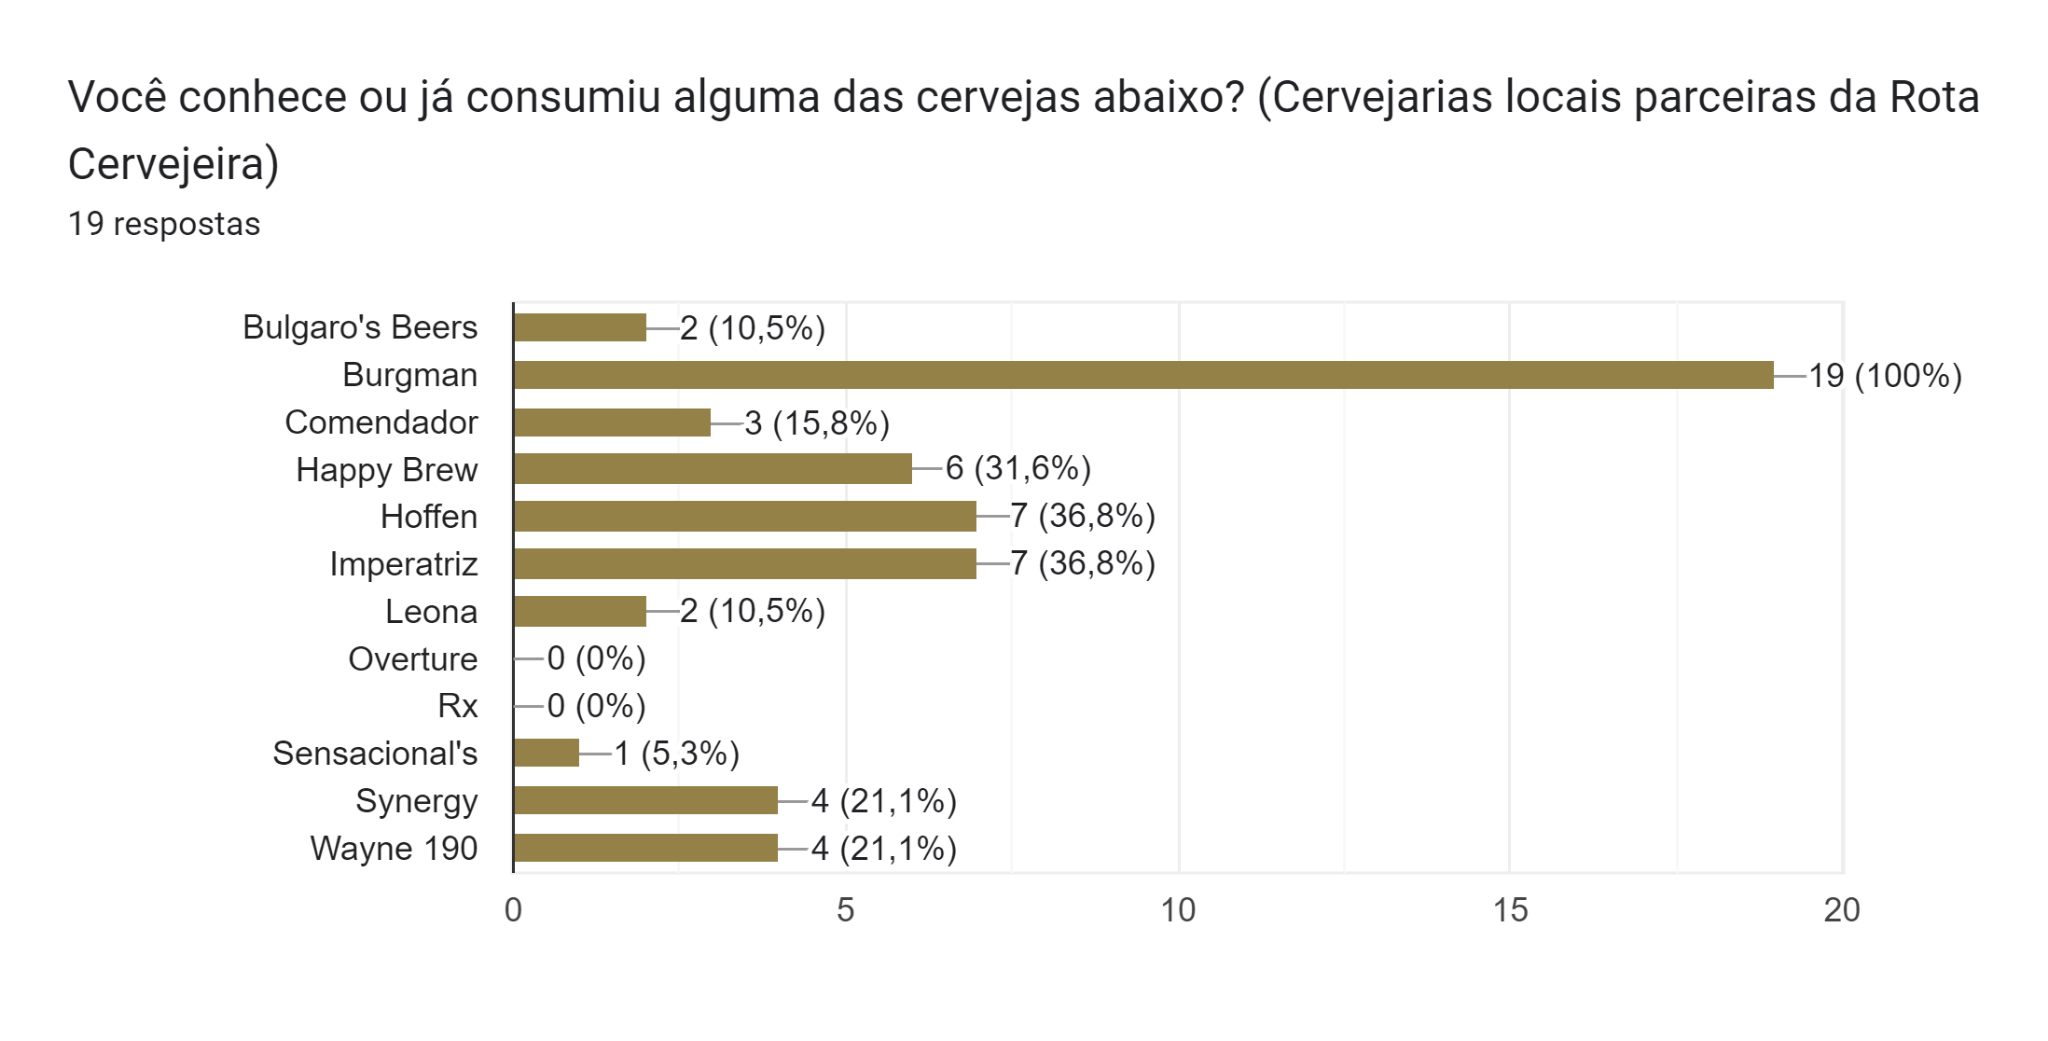 Você conhece ou já consumiu alguma das cervejas abaixo? (Cervejarias locais parceiras da Rota
Cervejeira)
19 respostas
Bulgaro's Beers 2 (10,5%)
Burgman 19 (100%)
Comendador 3 (15,8%)
Happy Brew 6 (31,6%)
Hoffen 7 (36,8%)
Imperatriz 7 (36,8%)
Leona 2 (10,5%)
Overture 0 (0%)
Rx 0 (0%)
Sensacional's 1 (5,3%)
Synergy 4 (21,1%)
Wayne 190 4 (21,1%)
0 5 10 15 20